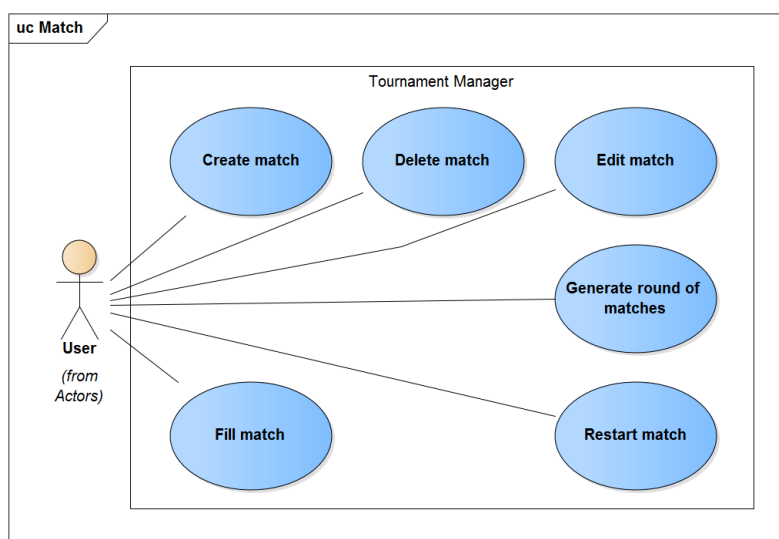 uc Match
Tournament Manager
Create match
Delete match
Edit match
Generate round of
matches
User
(from
Actors)
Fill match
Restart match